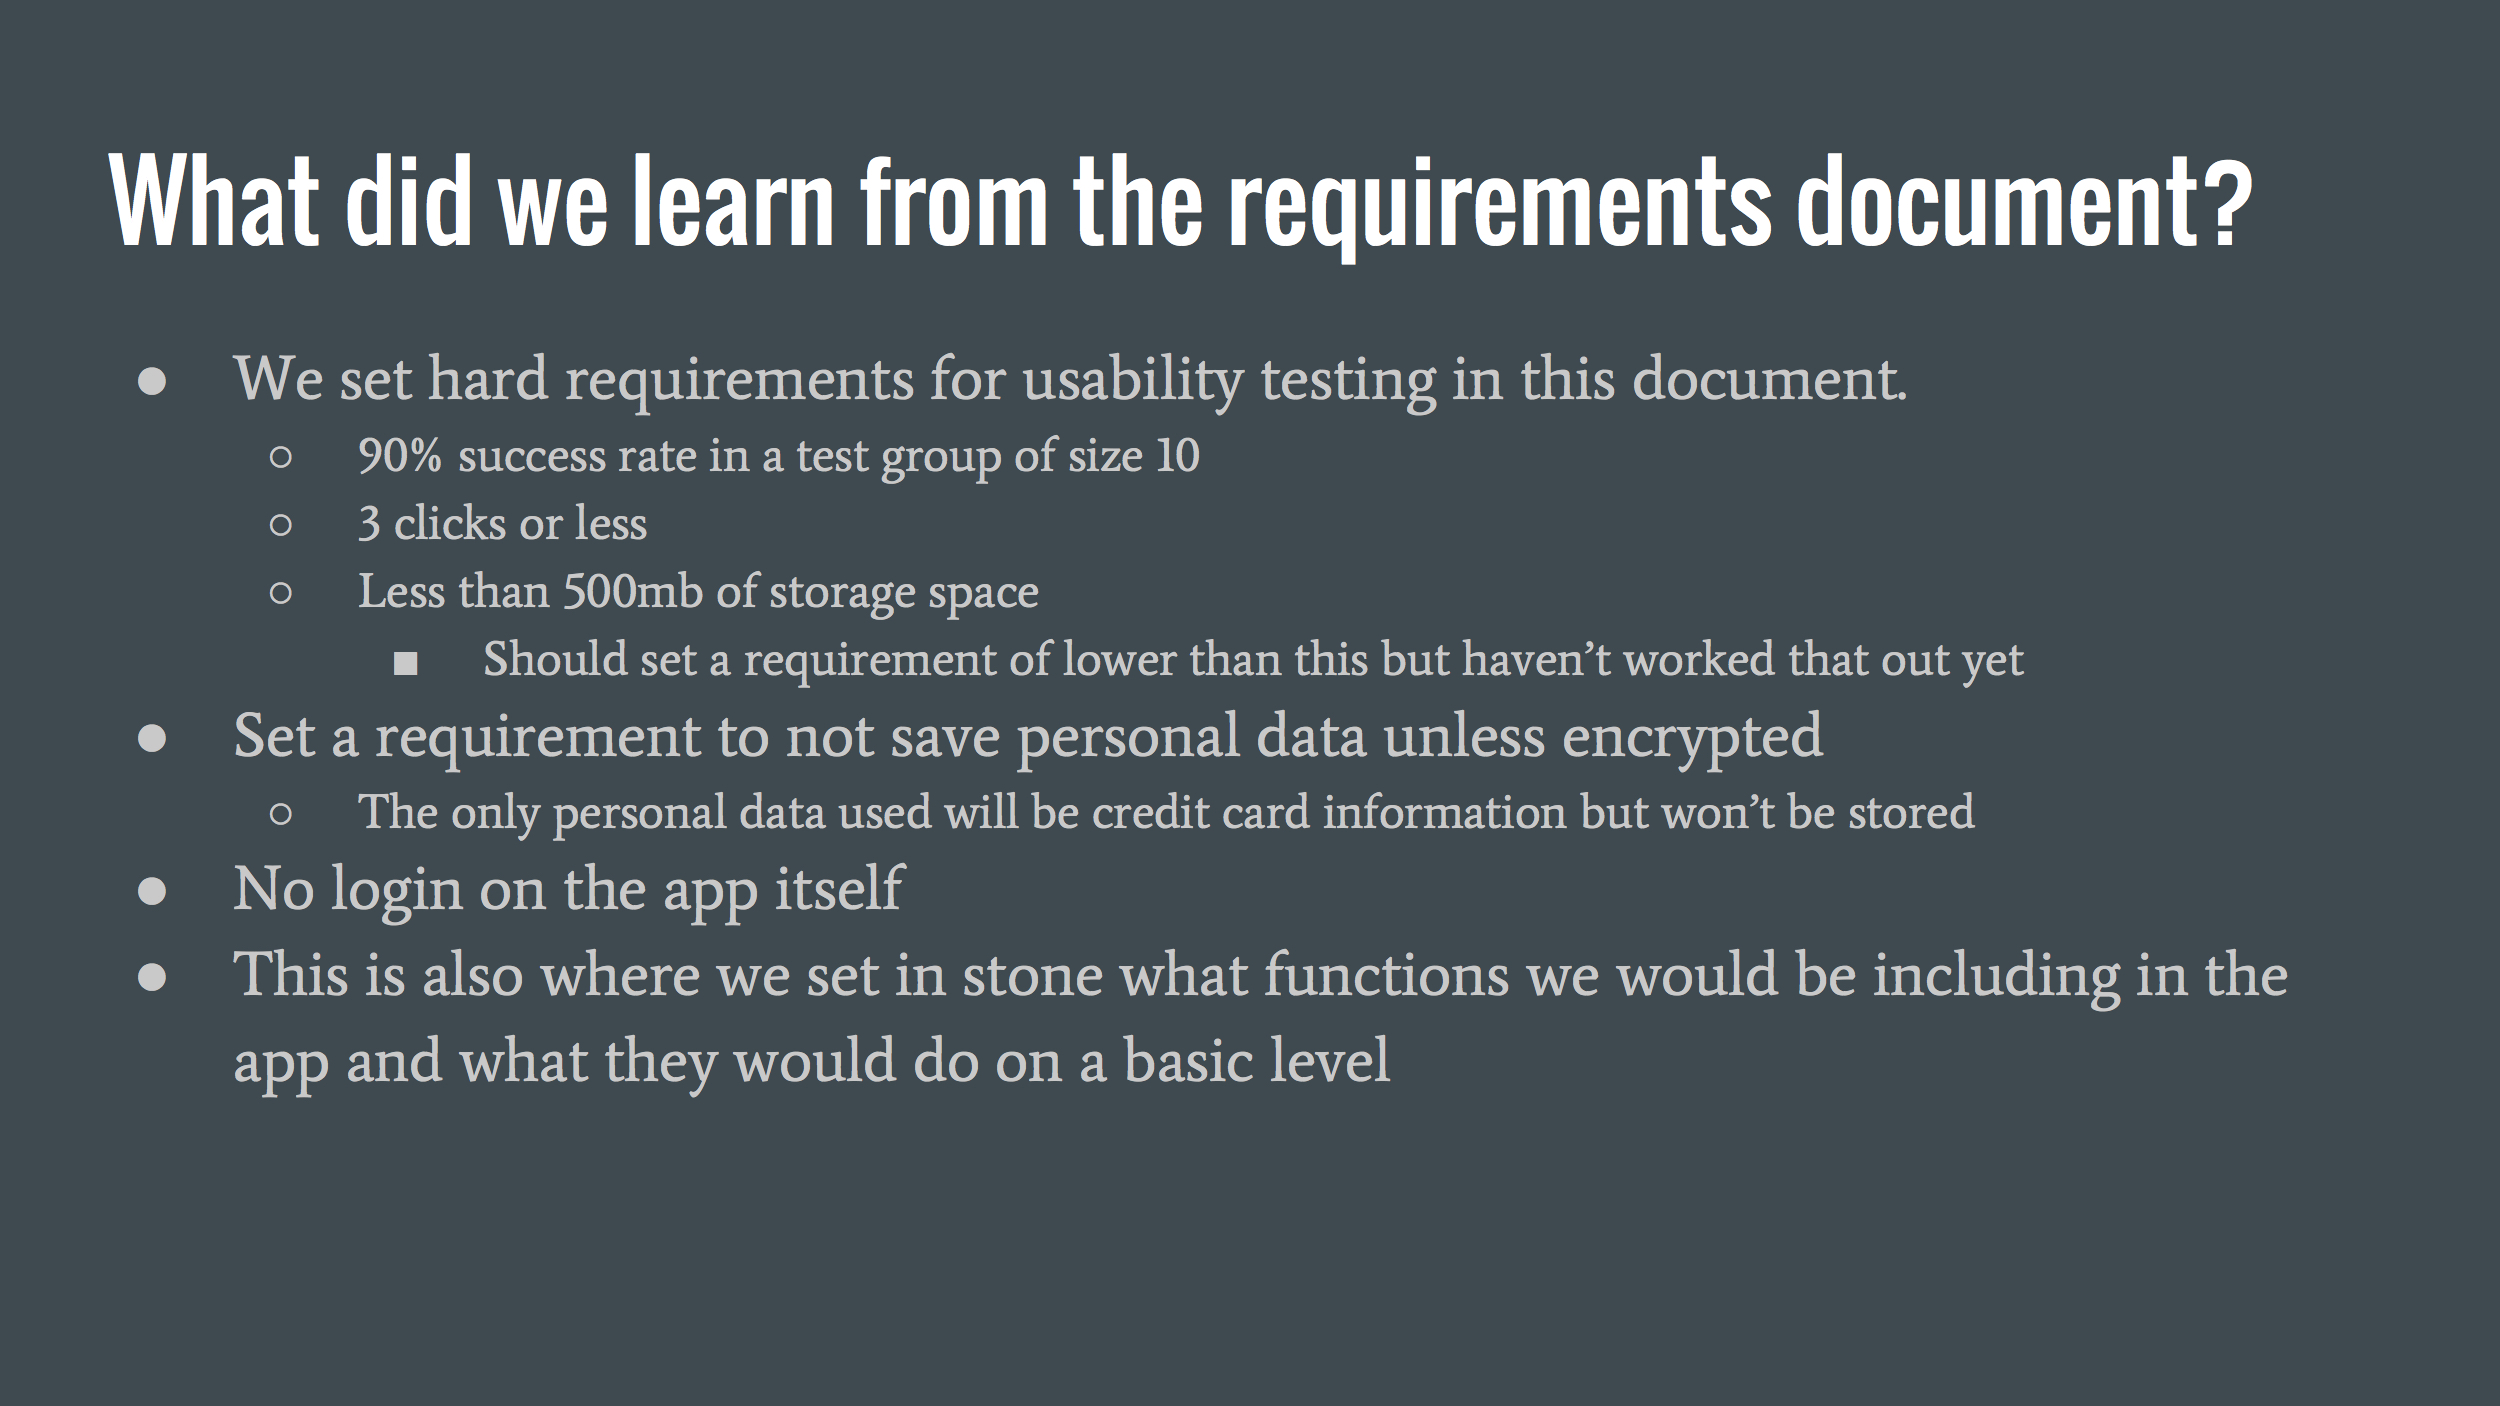 What did we learn from the requirements document?
● We set hard requirements for usability testing in this document.
○ 90% success rate in a test group of size 10
○ 3 clicks or less
○ Less than 500mb of storage space
■ Should set a requirement of lower than this but haven’t worked that out yet
● Set a requirement to not save personal data unless encrypted
○ The only personal data used will be credit card information but won’t be stored
● No login on the app itself
● This is also where we set in stone what functions we would be including in the
app and what they would do on a basic level